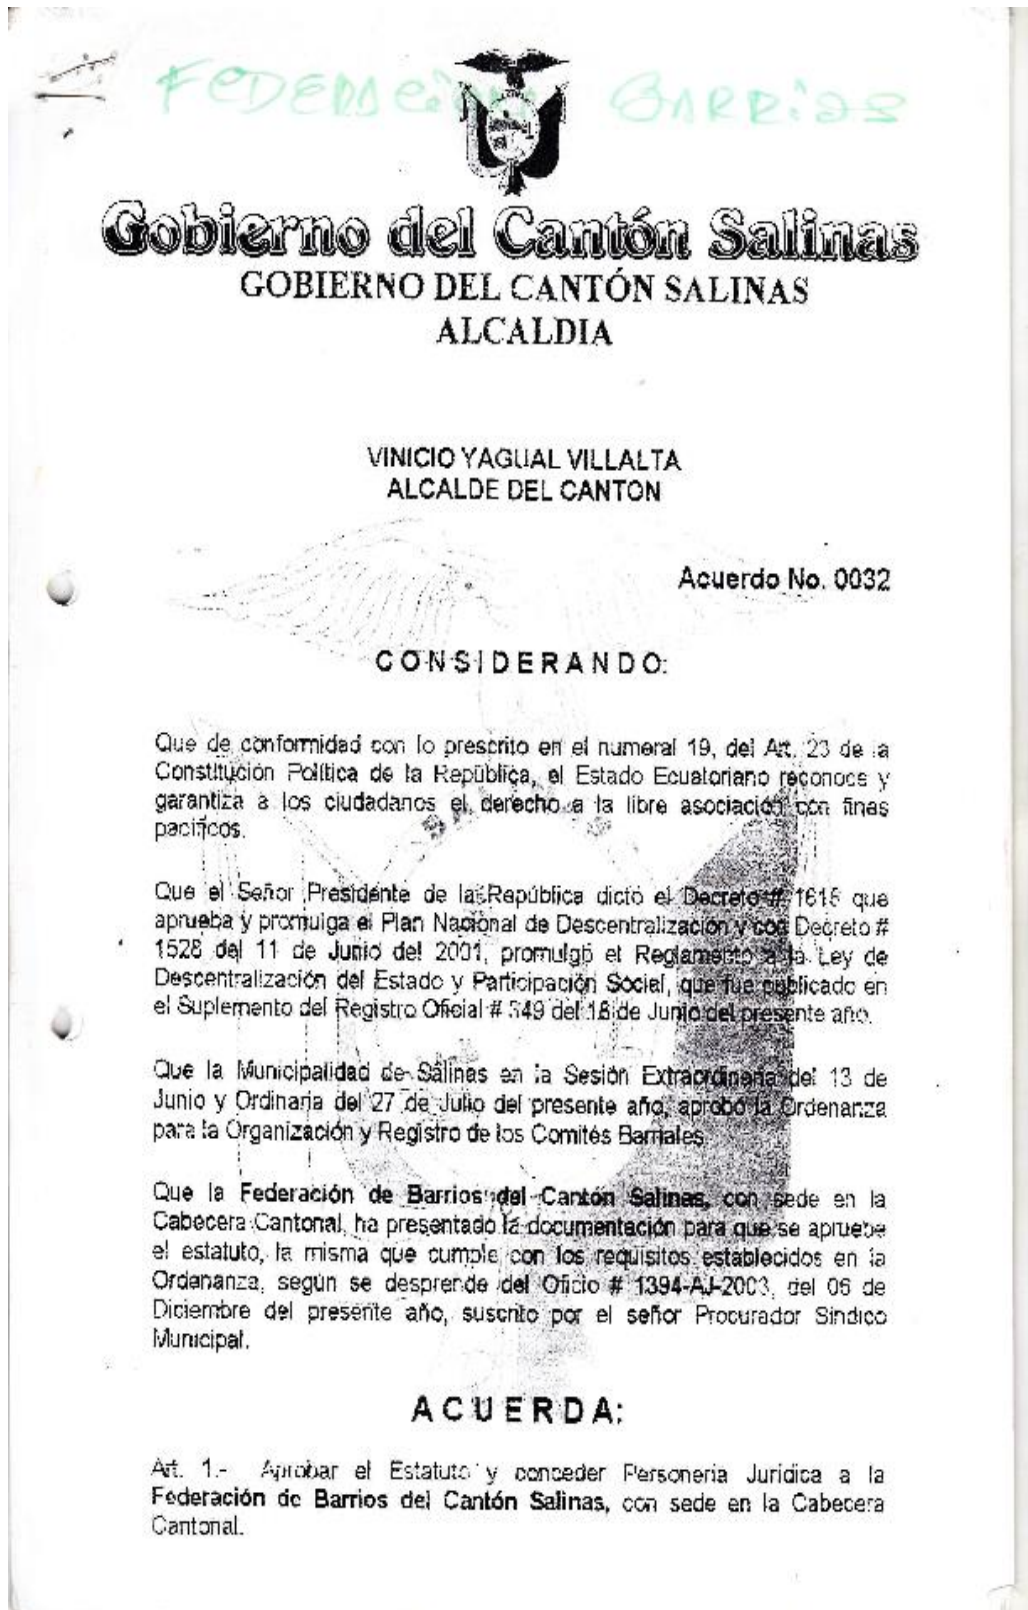 FEDERACIÓN BARRIOS
Gobierno del Cantón Salinas
GOBIERNO DEL CANTÓN SALINAS
ALCALDIA
VINICIO YAGUAL VILLALTA
ALCALDE DEL CANTON
Acuerdo No. 0032
CONSIDERANDO:
Que de conformidad con lo prescrito en el numeral 19, del Art. 23 de la
Constitución Política de la República, el Estado Ecuatoriano reconoce y
garantiza a los ciudadanos el derecho a la libre asociación con fines
pacíficos.
Que el Señor Presidente de la República dictó el Decreto # 1616 que
aprueba y promulga el Plan Nacional de Descentralización y con Decreto #
1528 del 11 de Junio del 2001, promulgó el Reglamento a la Ley de
Descentralización del Estado y Participación Social, que fue publicado en
el Suplemento del Registro Oficial # 349 del 18 de Junio del presente año.
Que la Municipalidad de Salinas en la Sesión Extraordinaria del 13 de
Junio y Ordinaria del 27 de Julio del presente año, aprobó la Ordenanza
para la Organización y Registro de los Comités Barriales.
Que la Federación de Barrios del Cantón Salinas, con sede en la
Cabecera Cantonal, ha presentado la documentación para que se apruebe
el estatuto, la misma que cumple con los requisitos establecidos en la
Ordenanza, según se desprende del Oficio # 1394-AJ-2003, del 06 de
Diciembre del presente año, suscrito por el señor Procurador Síndico
Municipal.
ACUERDA:
Art. 1.- Aprobar el Estatuto y conceder Personería Jurídica a la
Federación de Barrios del Cantón Salinas, con sede en la Cabecera
Cantonal.